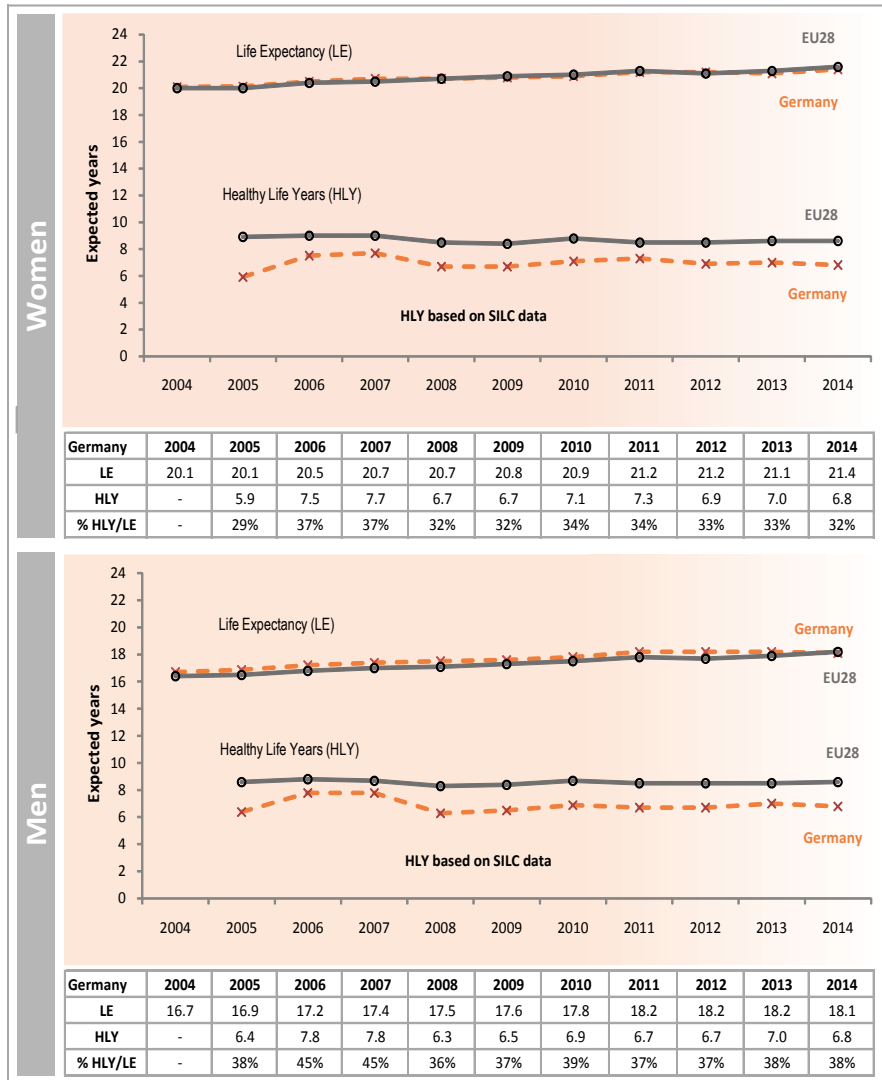 Women
Expected years
24
22
20
18
16
14
12
10
8
6
4
2
0
Life Expectancy (LE)
EU28
Germany
Healthy Life Years (HLY)
EU28
Germany
HLY based on SILC data
2004 2005 2006 2007 2008 2009 2010 2011 2012 2013 2014
Germany 2004 2005 2006 2007 2008 2009 2010 2011 2012 2013 2014
LE 20.1 20.1 20.5 20.7 20.7 20.8 20.9 21.2 21.2 21.1 21.4
HLY - 5.9 7.5 7.7 6.7 6.7 7.1 7.3 6.9 7.0 6.8
% HLY/LE - 29% 37% 37% 32% 32% 34% 34% 33% 33% 32%
Men
Expected years
24
22
20
18
16
14
12
10
8
6
4
2
0
Life Expectancy (LE)
Germany
EU28
Healthy Life Years (HLY)
EU28
Germany
HLY based on SILC data
2004 2005 2006 2007 2008 2009 2010 2011 2012 2013 2014
Germany 2004 2005 2006 2007 2008 2009 2010 2011 2012 2013 2014
LE 16.7 16.9 17.2 17.4 17.5 17.6 17.8 18.2 18.2 18.2 18.1
HLY - 6.4 7.8 7.8 6.3 6.5 6.9 6.7 6.7 7.0 6.8
% HLY/LE - 38% 45% 45% 36% 37% 39% 37% 37% 38% 38%